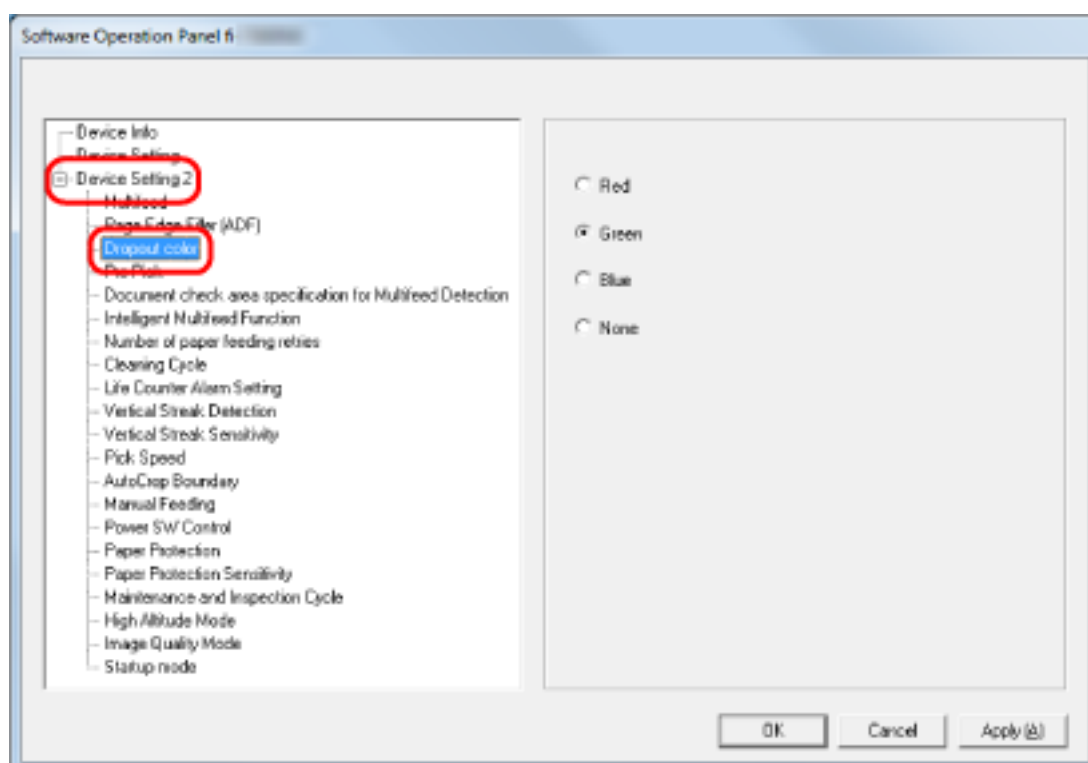 Software Operation Panel fi
Device Info
Device Setting
Device Setting 2
Multifeed
Page Edge Filler (ADF)
Dropout color
Pre-Pick
Document check area specification for Multifeed Detection
Intelligent Multifeed Function
Number of paper feeding retries
Cleaning Cycle
Life Counter Alarm Setting
Vertical Streak Detection
Vertical Streak Sensitivity
Pick Speed
AutoCrop Boundary
Manual Feeding
Power SW Control
Paper Protection
Paper Protection Sensitivity
Maintenance and Inspection Cycle
High Altitude Mode
Image Quality Mode
Startup mode
Red
Green
Blue
None
OK
Cancel
Apply (A)